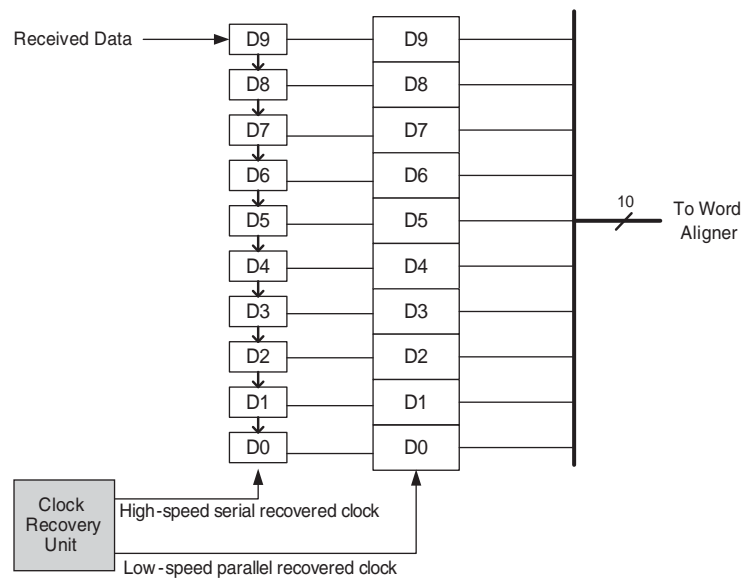 Received Data
D9
D9
D8
D8
D7
D7
D6
D6
D5
D5
D4
D4
D3
D3
D2
D2
D1
D1
D0
D0
10
To Word
Aligner
Clock
Recovery
Unit
High-speed serial recovered clock
Low-speed parallel recovered clock